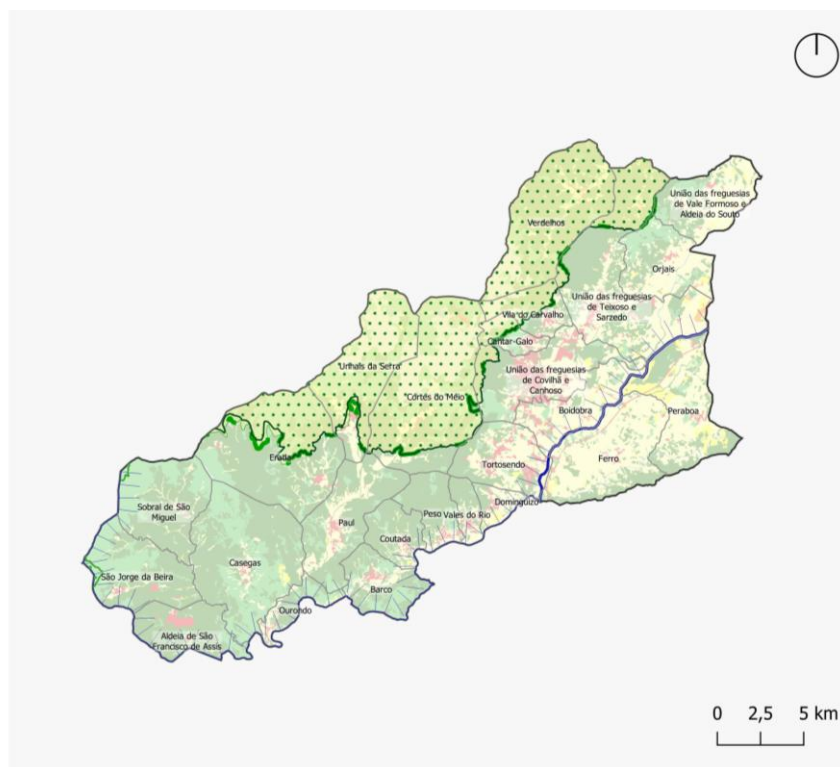 União das freguesias
de Vale Formoso e
Aldeia do Souto
Verdelhos
Orjais
União das freguesias
de Teixoso e
Sarzedo
Vila do Carvalho
Cantar-Galo
Unhais da Serra
União das freguesias
de Covilhã e
Canhoso
Cortes do Meio
Boidobra
Peraboa
Ferro
Tortosendo
Erada
Dominguizo
Sobral de São
Miguel
Peso
Vales do Rio
Paul
Coutada
Casegas
São Jorge da Beira
Barco
Ourondo
Aldeia de São
Francisco de Assis
0 2,5 5 km